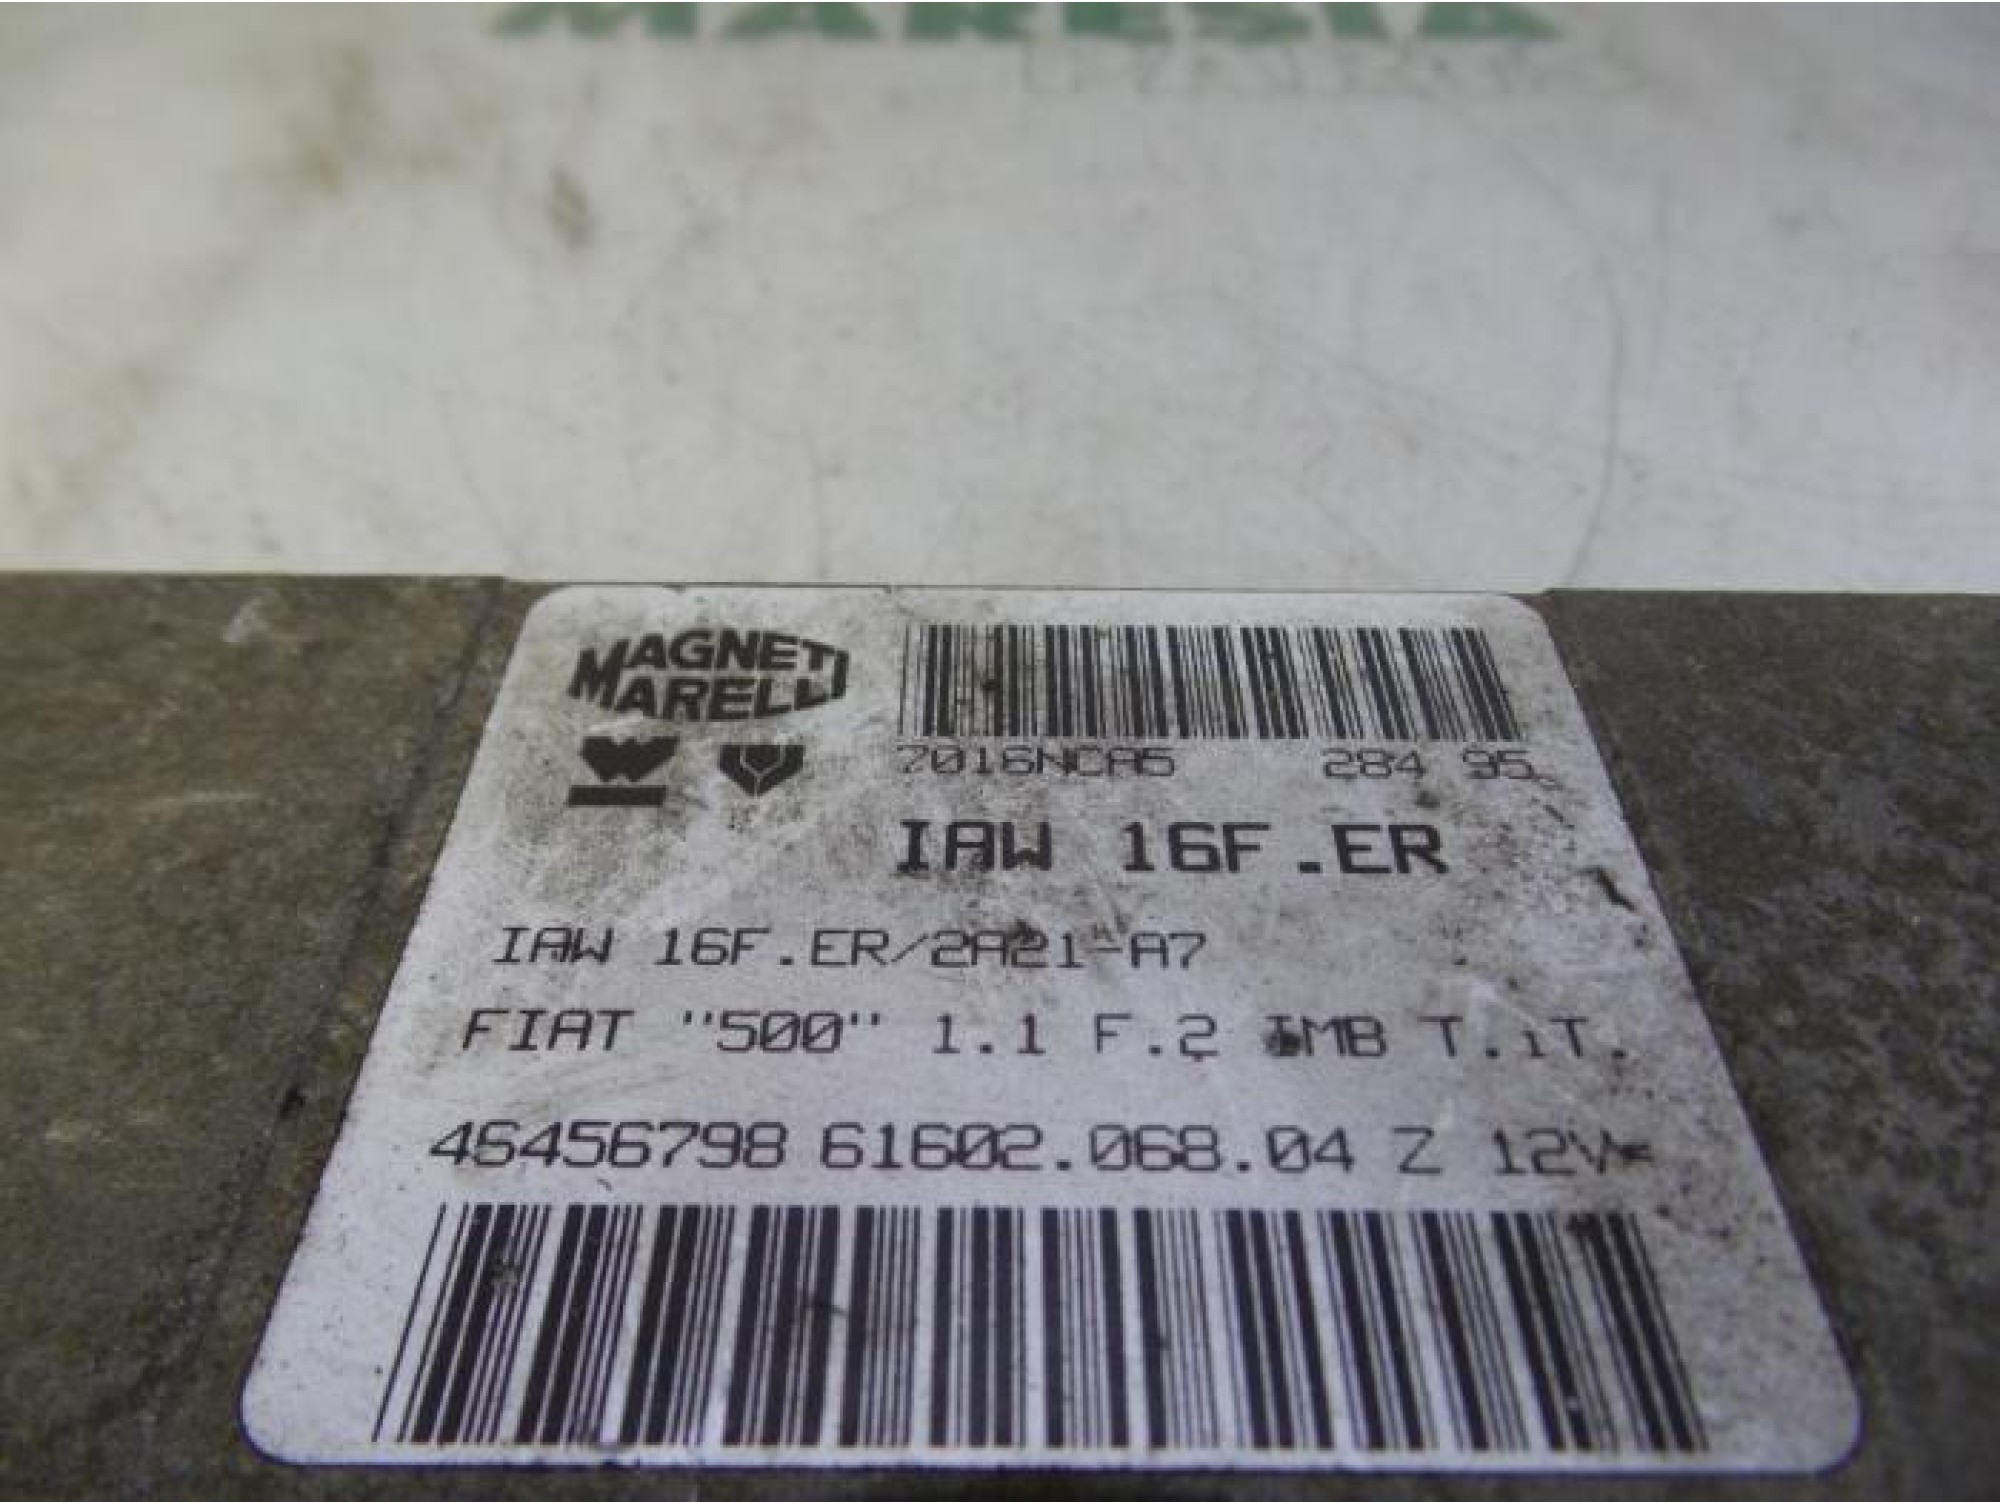 MARESIA
MAGNETI
MARELLI
7016NCA5 284 95
IAW 16F.ER
IAW 16F.ER/2A21-A7
FIAT "500" 1.1 F.2 IMB T.iT.
46456798 61602.068.04 Z 12V=